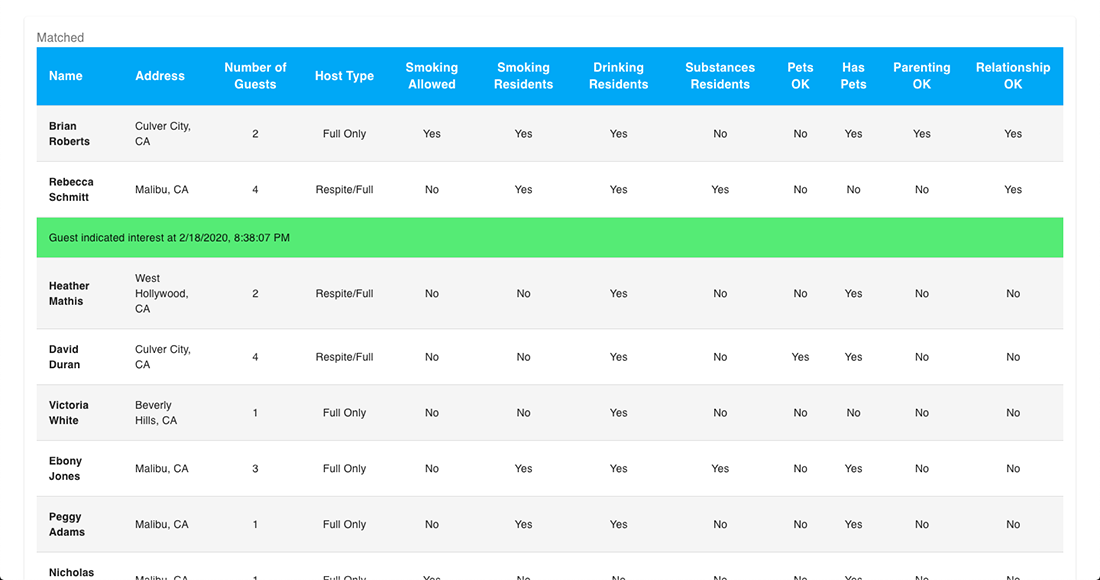 Matched
Name Address Number of Guests Host Type Smoking Allowed Smoking Residents Drinking Residents Substances Residents Pets OK Has Pets Parenting OK Relationship OK
Brian Roberts Culver City, CA 2 Full Only Yes Yes Yes No No Yes Yes Yes
Rebecca Schmitt Malibu, CA 4 Respite/Full No Yes Yes Yes No No No Yes
Guest indicated interest at 2/18/2020, 8:38:07 PM
Heather Mathis West Hollywood, CA 2 Respite/Full No No Yes No No Yes No No
David Duran Culver City, CA 4 Respite/Full No No Yes No Yes Yes No No
Victoria White Beverly Hills, CA 1 Full Only No No Yes No No No No No
Ebony Jones Malibu, CA 3 Full Only No Yes Yes Yes No Yes No No
Peggy Adams Malibu, CA 1 Full Only No Yes Yes No No Yes No No
Nicholas Malibu, CA 1 Full Only Yes No No No No Yes No No